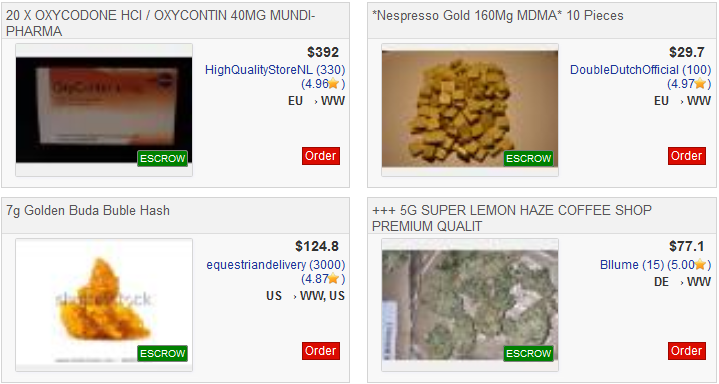 20 X OXYCODONE HCl / OXYCONTIN 40MG MUNDI-
PHARMA
$392
HighQualityStoreNL (330)
(4.96)
EU › WW
ESCROW
Order
*Nespresso Gold 160Mg MDMA* 10 Pieces
$29.7
DoubleDutchOfficial (100)
(4.97)
EU › WW
ESCROW
Order
7g Golden Buda Buble Hash
$124.8
equestriandelivery (3000)
(4.87)
US › WW, US
ESCROW
Order
+++ 5G SUPER LEMON HAZE COFFEE SHOP
PREMIUM QUALIT
$77.1
Bllume (15) (5.00)
DE › WW
ESCROW
Order